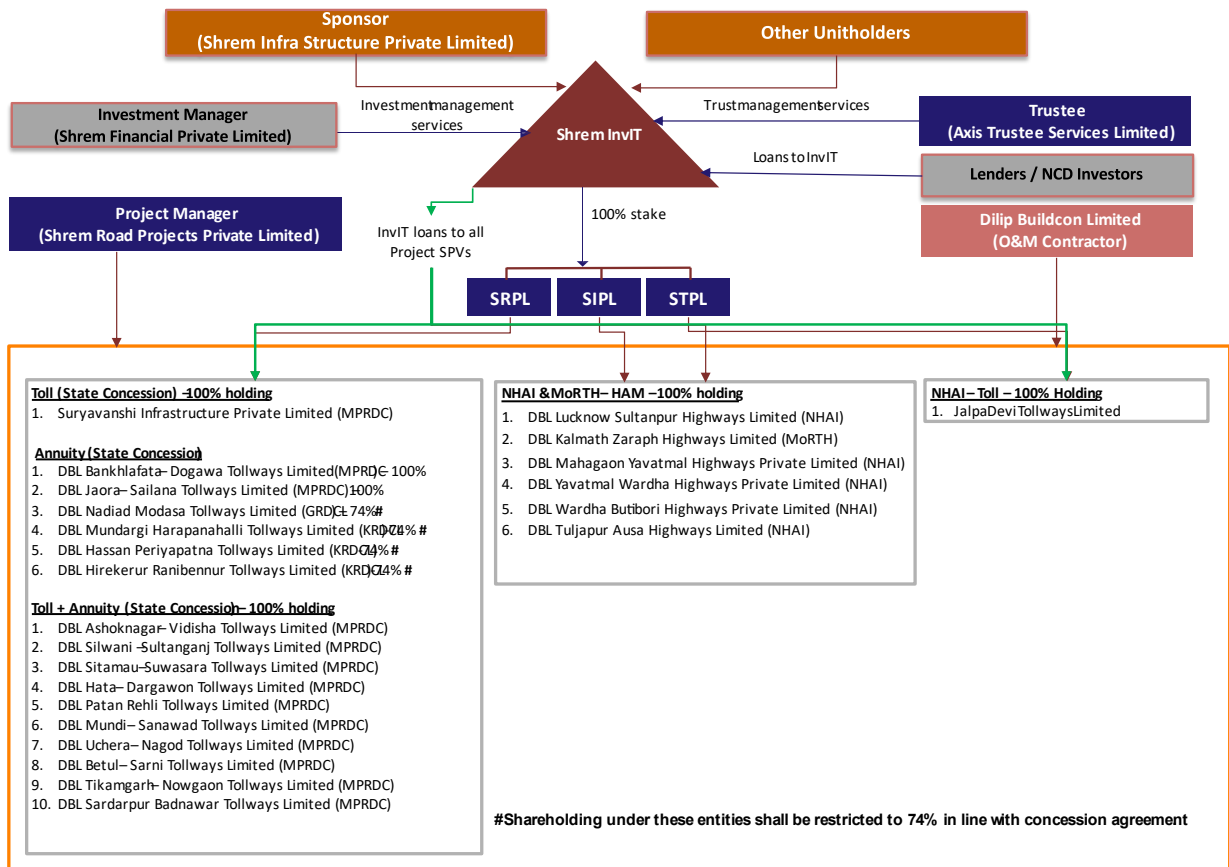 Sponsor
(Shrem Infra Structure Private Limited)
Other Unitholders
Investment Manager
(Shrem Financial Private Limited)
Investmentmanagement
services
Shrem InvIT
Trustmanagementservices
Trustee
(Axis Trustee Services Limited)
Loans to InvIT
Lenders / NCD Investors
Project Manager
(Shrem Road Projects Private Limited)
InvIT loans to all
Project SPVs
100% stake
Dilip Buildcon Limited
(O&M Contractor)
SRPL
SIPL
STPL
Toll (State Concession) -100% holding
1. Suryavanshi Infrastructure Private Limited (MPRDC)
Annuity (State Concession)
1. DBL Bankhlafata– Dogawa Tollways Limited(MPRDC)– 100%
2. DBL Jaora– Sailana Tollways Limited (MPRDC)-100%
3. DBL Nadiad Modasa Tollways Limited (GRDCL)– 74%#
4. DBL Mundargi Harapanahalli Tollways Limited (KRDCL)-74% #
5. DBL Hassan Periyapatna Tollways Limited (KRDCL)-74% #
6. DBL Hirekerur Ranibennur Tollways Limited (KRDCL)-74% #
Toll + Annuity (State Concession)– 100% holding
1. DBL Ashoknagar– Vidisha Tollways Limited (MPRDC)
2. DBL Silwani –Sultanganj Tollways Limited (MPRDC)
3. DBL Sitamau–Suwasara Tollways Limited (MPRDC)
4. DBL Hata– Dargawon Tollways Limited (MPRDC)
5. DBL Patan Rehli Tollways Limited (MPRDC)
6. DBL Mundi– Sanawad Tollways Limited (MPRDC)
7. DBL Uchera– Nagod Tollways Limited (MPRDC)
8. DBL Betul– Sarni Tollways Limited (MPRDC)
9. DBL Tikamgarh– Nowgaon Tollways Limited (MPRDC)
10. DBL Sardarpur Badnawar Tollways Limited (MPRDC)
NHAI &MoRTH– HAM –100% holding
1. DBL Lucknow Sultanpur Highways Limited (NHAI)
2. DBL Kalmath Zaraph Highways Limited (MoRTH)
3. DBL Mahagaon Yavatmal Highways Private Limited (NHAI)
4. DBL Yavatmal Wardha Highways Private Limited (NHAI)
5. DBL Wardha Butibori Highways Private Limited (NHAI)
6. DBL Tuljapur Ausa Highways Limited (NHAI)
NHAI– Toll – 100% Holding
1. JalpaDeviTollwaysLimited
#Shareholding under these entities shall be restricted to 74% in line with concession agreement